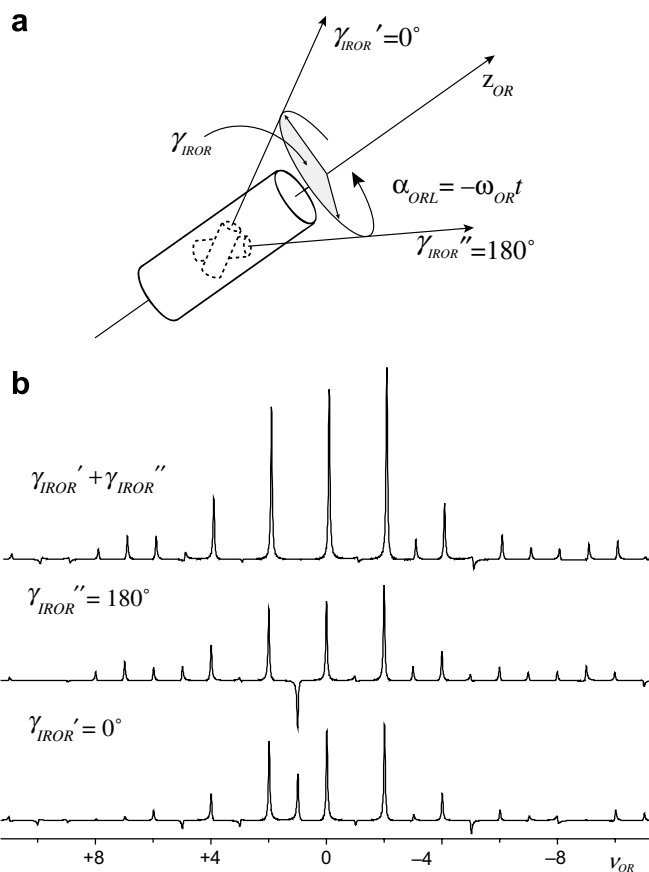 a
γIROR′=0°
zOR
γIROR
αORL= −ωORt
γIROR″=180°
b
γIROR′ + γIROR″
γIROR″= 180°
γIROR′= 0°
+8 +4 0 −4 −8 νOR